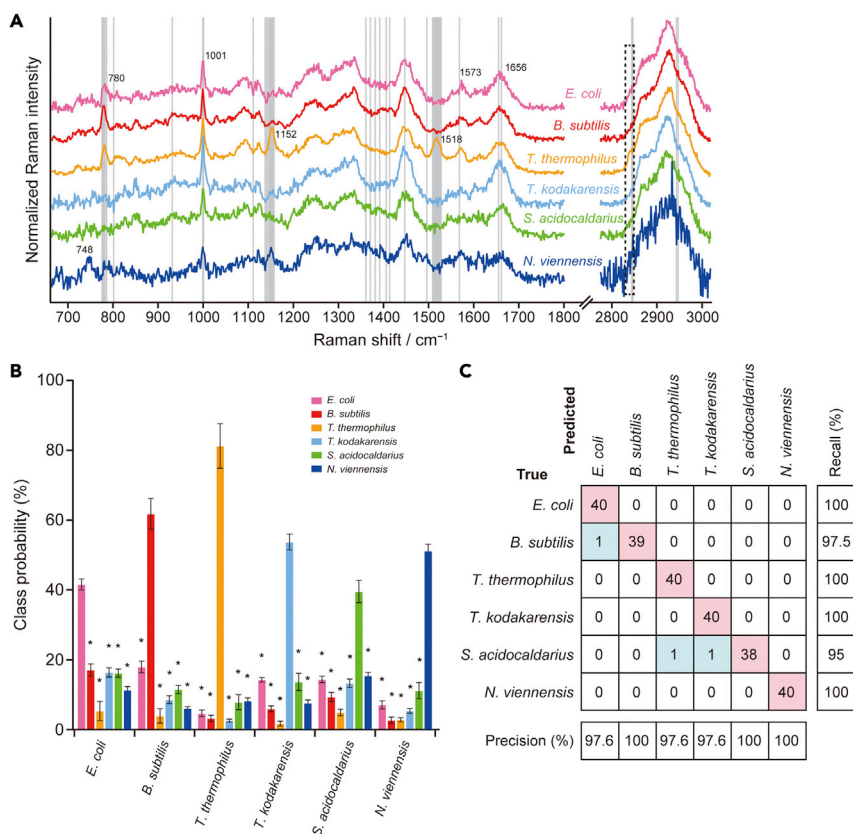 A
Normalized Raman intensity
780
1001
1573
1656
E. coli
B. subtilis
1152
1518
T. thermophilus
T. kodakarensis
S. acidocaldarius
748
N. viennensis
700 800 900 1000 1100 1200 1300 1400 1500 1600 1700 1800 2800 2900 3000
Raman shift / cm⁻¹
B
Class probability (%)
100
80
60
40
20
0
E. coli
B. subtilis
T. thermophilus
T. kodakarensis
S. acidocaldarius
N. viennensis
* * * * *
* * * * *
* * * * *
* * * * *
* * * * *
* * * * *
E. coli
B. subtilis
T. thermophilus
T. kodakarensis
S. acidocaldarius
N. viennensis
C
Predicted
True
E. coli
B. subtilis
T. thermophilus
T. kodakarensis
S. acidocaldarius
N. viennensis
Recall (%)
E. coli 40 0 0 0 0 0 100
B. subtilis 1 39 0 0 0 0 97.5
T. thermophilus 0 0 40 0 0 0 100
T. kodakarensis 0 0 0 40 0 0 100
S. acidocaldarius 0 0 1 1 38 0 95
N. viennensis 0 0 0 0 0 40 100
Precision (%) 97.6 100 97.6 97.6 100 100